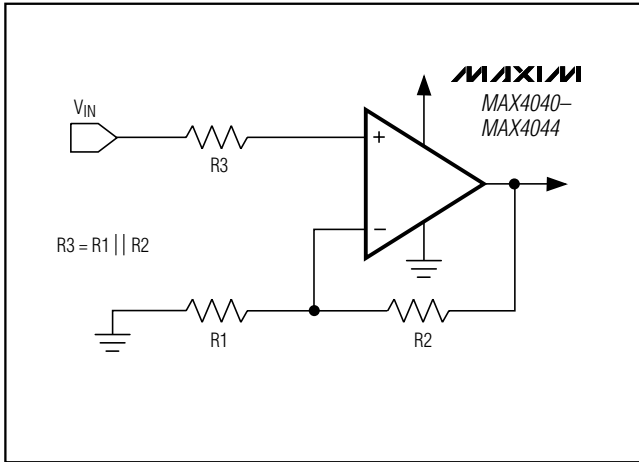 MAXIM
MAX4040–
MAX4044
VIN
R3
+
−
R3 = R1 || R2
R1
R2